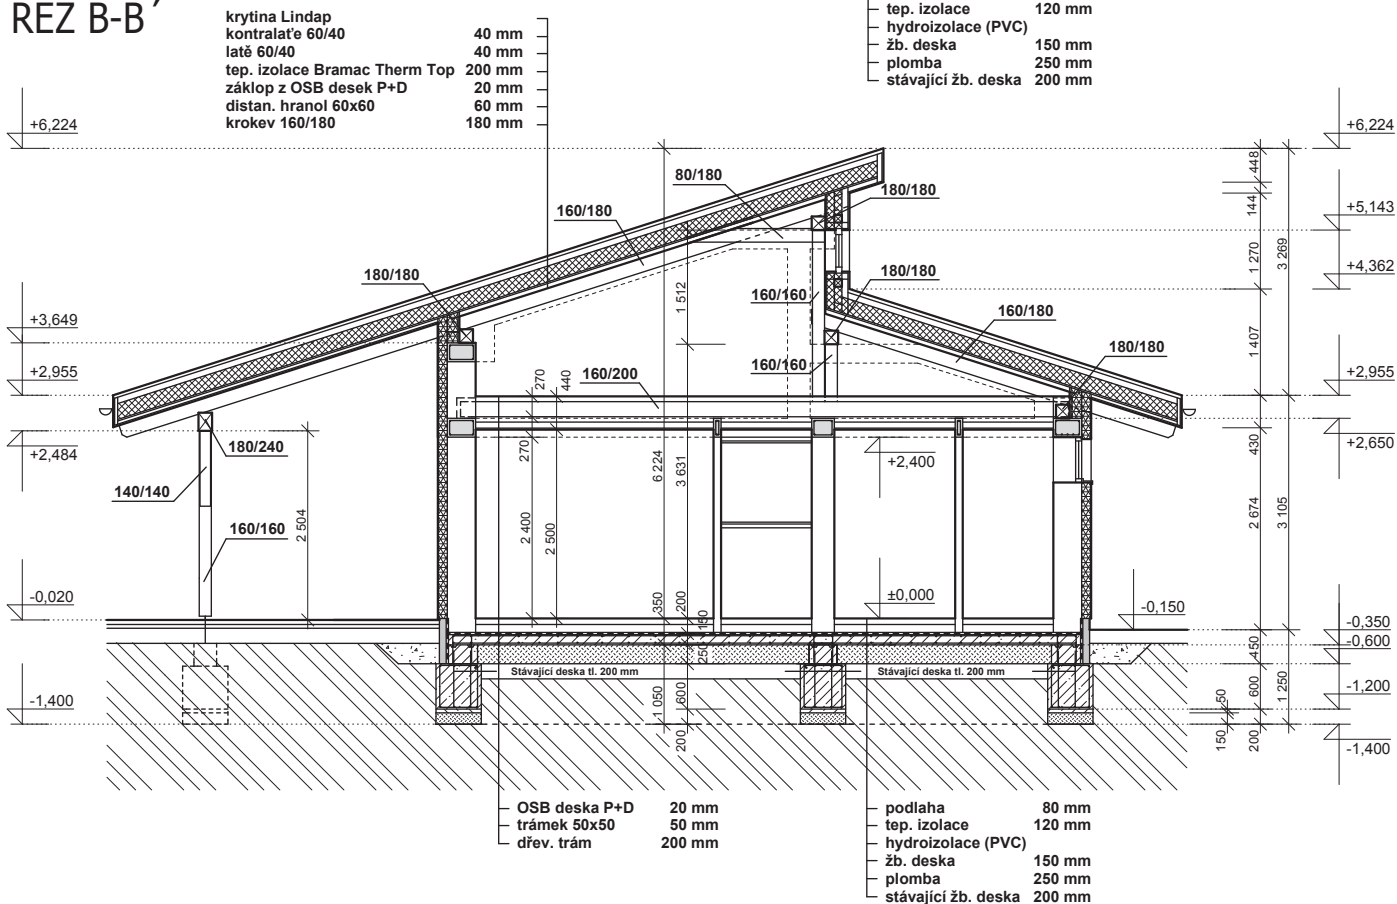 ŘEZ B-B´
krytina Lindap
kontralaťe 60/40 40 mm
latě 60/40 40 mm
tep. izolace Bramac Therm Top 200 mm
záklop z OSB desek P+D 20 mm
distan. hranol 60x60 60 mm
krokev 160/180 180 mm
tep. izolace 120 mm
hydroizolace (PVC)
žb. deska 150 mm
plomba 250 mm
stávající žb. deska 200 mm
+6,224
+6,224
448
80/180
180/180
144
+5,143
160/180
1 270
3 269
180/180
180/180
+4,362
1 512
160/160
160/180
+3,649
1 407
180/180
160/160
+2,955
270
440
160/200
+2,955
180/240
+2,484
270
6 224
3 631
+2,400
430
+2,650
140/140
2 504
160/160
2 400
2 500
2 674
3 105
-0,020
350
200
150
±0,000
-0,150
-0,350
-0,600
250
450
Stávající deska tl. 200 mm
Stávající deska tl. 200 mm
-1,400
1 050
600
50
600
1 250
-1,200
200
150
200
-1,400
OSB deska P+D 20 mm
trámek 50x50 50 mm
dřev. trám 200 mm
podlaha 80 mm
tep. izolace 120 mm
hydroizolace (PVC)
žb. deska 150 mm
plomba 250 mm
stávající žb. deska 200 mm